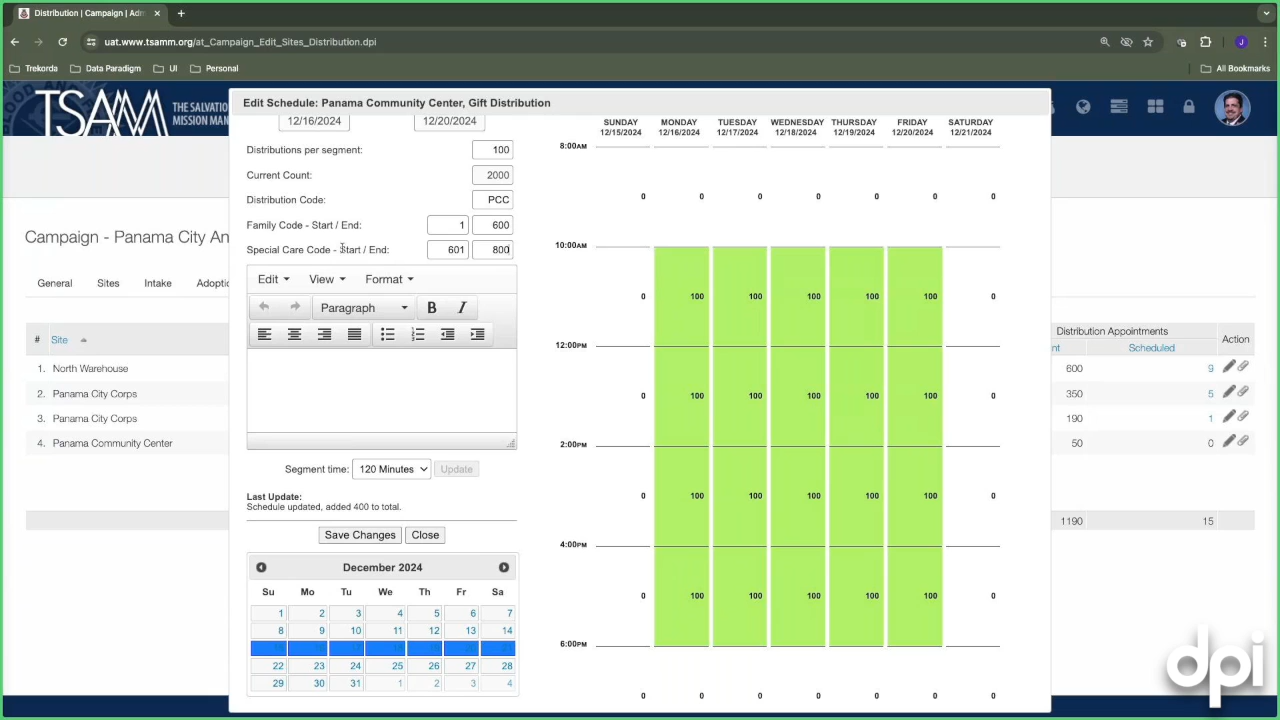 Distribution | Campaign | Adm
uat.www.tsamm.org/at_Campaign_Edit_Sites_Distribution.dpi
Trekorda
Data Paradigm
UI
Personal
All Bookmarks
TSAMM
THE SALVATIO
MISSION MAN
Campaign - Panama City An
General Sites Intake Adopti
# Site
1. North Warehouse
2. Panama City Corps
3. Panama City Corps
4. Panama Community Center
Edit Schedule: Panama Community Center, Gift Distribution
12/16/2024 12/20/2024
Distributions per segment: 100
Current Count: 2000
Distribution Code: PCC
Family Code - Start / End: 1 600
Special Care Code - Start / End: 601 800
Edit View Format
Paragraph B I
Segment time: 120 Minutes Update
Last Update:
Schedule updated, added 400 to total.
Save Changes Close
December 2024
Su Mo Tu We Th Fr Sa
1 2 3 4 5 6 7
8 9 10 11 12 13 14
15 16 17 18 19 20 21
22 23 24 25 26 27 28
29 30 31 1 2 3 4
SUNDAY MONDAY TUESDAY WEDNESDAY THURSDAY FRIDAY SATURDAY
12/15/2024 12/16/2024 12/17/2024 12/18/2024 12/19/2024 12/20/2024 12/21/2024
8:00AM
0 0 0 0 0 0 0
10:00AM
0 100 100 100 100 100 0
12:00PM
0 100 100 100 100 100 0
2:00PM
0 100 100 100 100 100 0
4:00PM
0 100 100 100 100 100 0
6:00PM
0 0 0 0 0 0 0
Distribution Appointments
nt Scheduled Action
600 9
350 5
190 1
50 0
1190 15
J
dpi